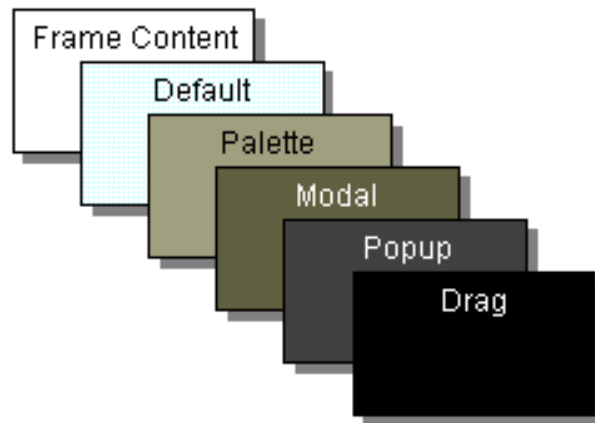 Frame Content
Default
Palette
Modal
Popup
Drag